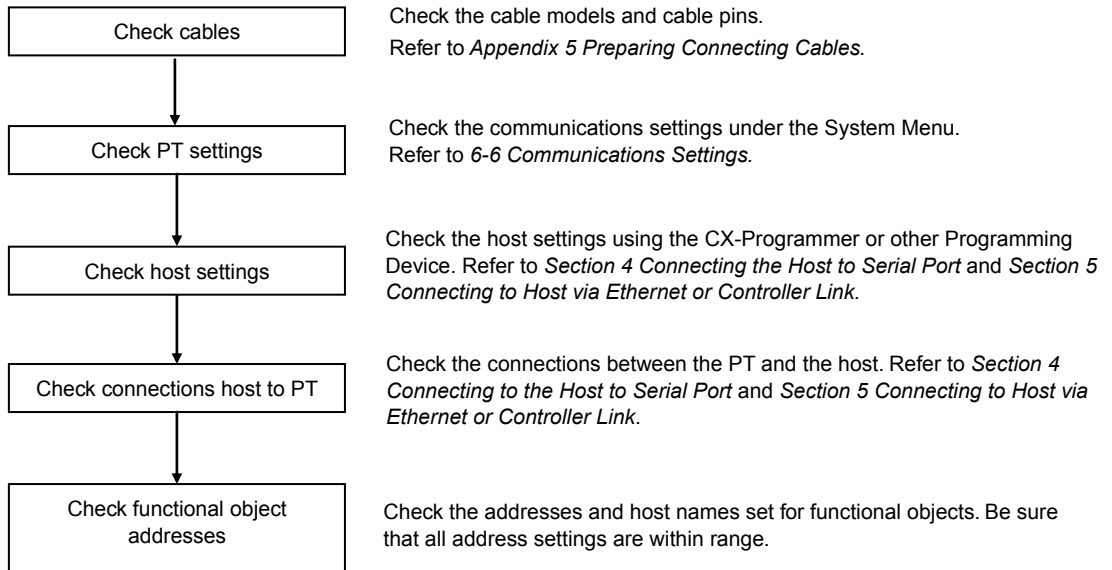 Check cables
Check the cable models and cable pins.
Refer to Appendix 5 Preparing Connecting Cables.
Check PT settings
Check the communications settings under the System Menu.
Refer to 6-6 Communications Settings.
Check host settings
Check the host settings using the CX-Programmer or other Programming
Device. Refer to Section 4 Connecting the Host to Serial Port and Section 5
Connecting to Host via Ethernet or Controller Link.
Check connections host to PT
Check the connections between the PT and the host. Refer to Section 4
Connecting to the Host to Serial Port and Section 5 Connecting to Host via
Ethernet or Controller Link.
Check functional object
addresses
Check the addresses and host names set for functional objects. Be sure
that all address settings are within range.